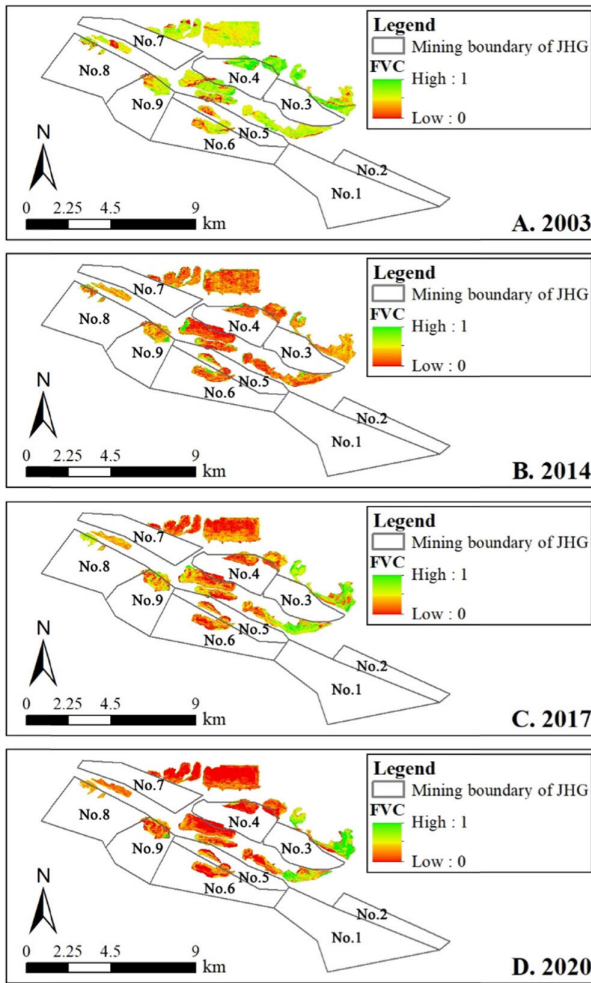 Legend
Mining boundary of JHG
FVC
High : 1
Low : 0
No.7
No.8
No.4
No.9
No.3
No.5
No.6
No.2
No.1
N
0 2.25 4.5 9
km
A. 2003
Legend
Mining boundary of JHG
FVC
High : 1
Low : 0
No.7
No.8
No.4
No.9
No.3
No.5
No.6
No.2
No.1
N
0 2.25 4.5 9
km
B. 2014
Legend
Mining boundary of JHG
FVC
High : 1
Low : 0
No.7
No.8
No.4
No.9
No.3
No.5
No.6
No.2
No.1
N
0 2.25 4.5 9
km
C. 2017
Legend
Mining boundary of JHG
FVC
High : 1
Low : 0
No.7
No.8
No.4
No.9
No.3
No.5
No.6
No.2
No.1
N
0 2.25 4.5 9
km
D. 2020